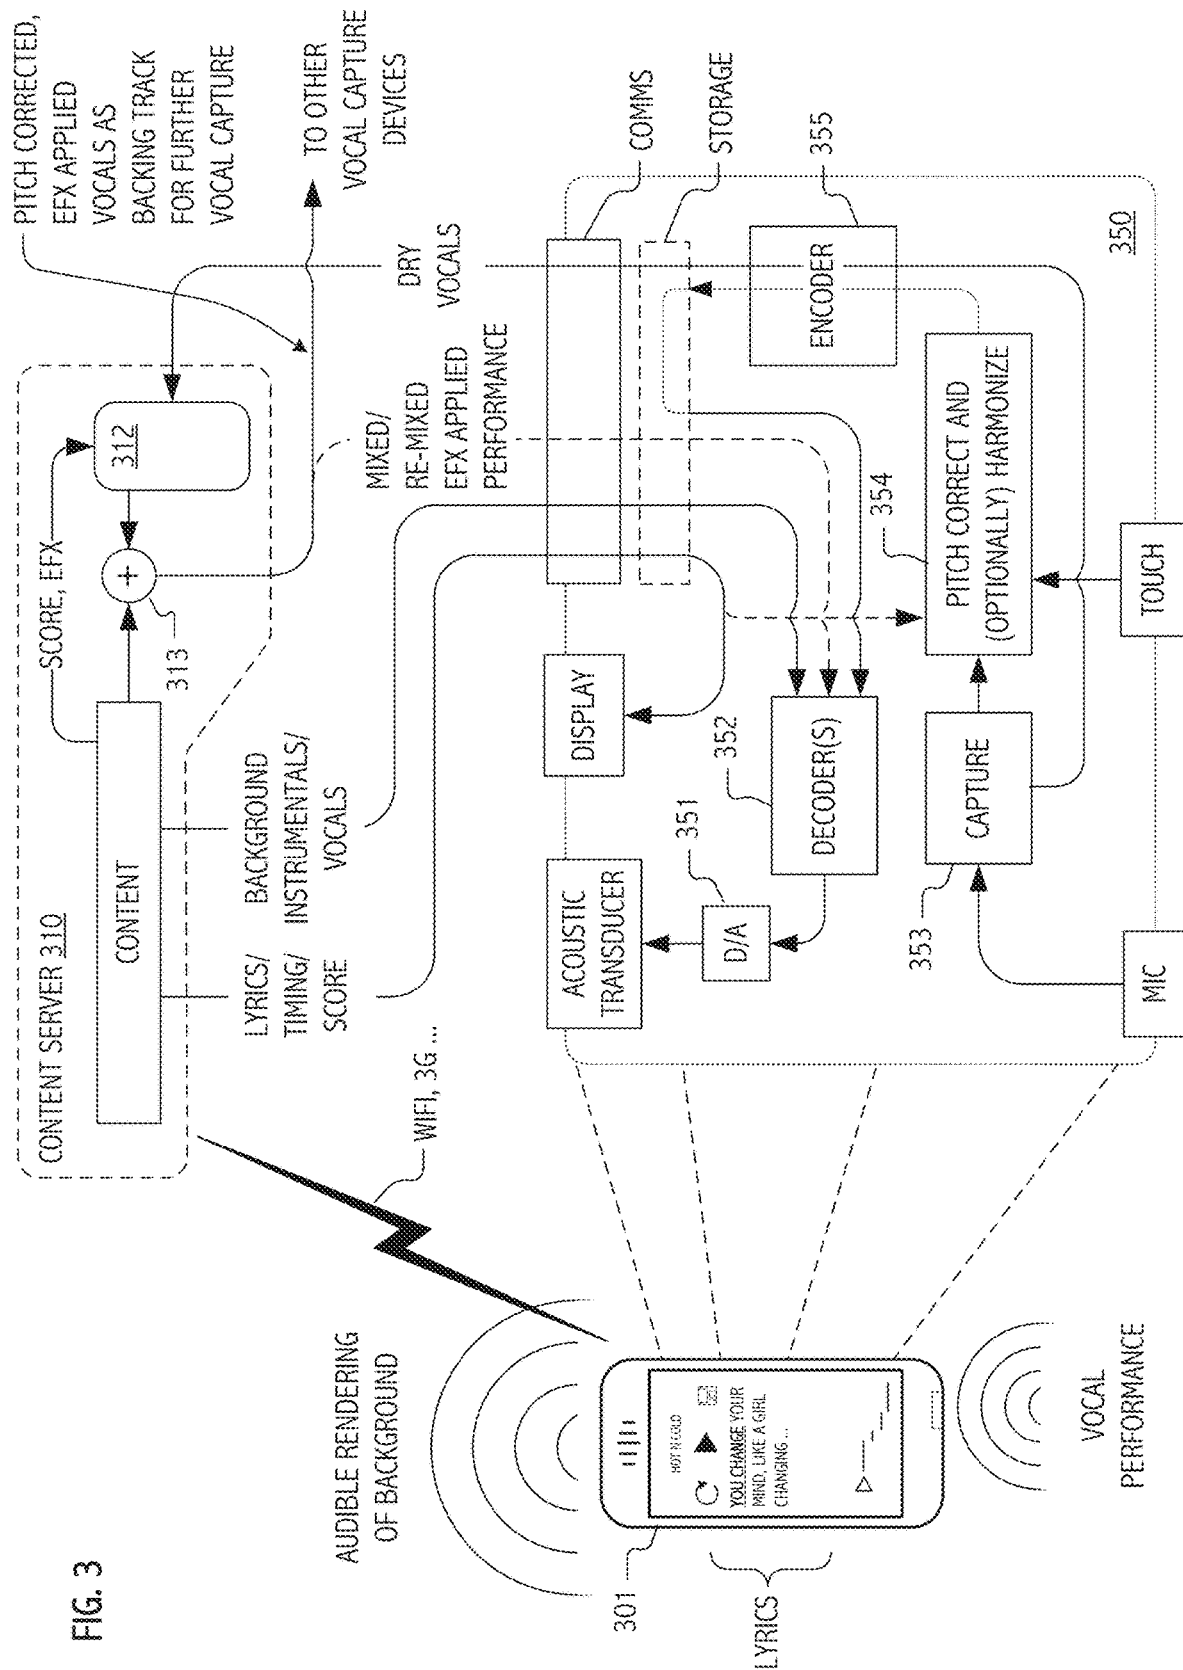 FIG. 3
AUDIBLE RENDERING
OF BACKGROUND
301
LYRICS
HOT N COLD
YOU CHANGE YOUR
MIND, LIKE A GIRL
CHANGING ...
VOCAL
PERFORMANCE
WIFI, 3G ...
CONTENT SERVER 310
CONTENT
SCORE, EFX
312
+
313
LYRICS/
TIMING/
SCORE
BACKGROUND
INSTRUMENTALS/
VOCALS
MIXED/
RE-MIXED
EFX APPLIED
PERFORMANCE
DRY
VOCALS
PITCH CORRECTED,
EFX APPLIED
VOCALS AS
BACKING TRACK
FOR FURTHER
VOCAL CAPTURE
TO OTHER
VOCAL CAPTURE
DEVICES
ACOUSTIC
TRANSDUCER
DISPLAY
COMMS
STORAGE
D/A
351
352
DECODER(S)
ENCODER
355
353
CAPTURE
354
PITCH CORRECT AND
(OPTIONALLY) HARMONIZE
350
MIC
TOUCH